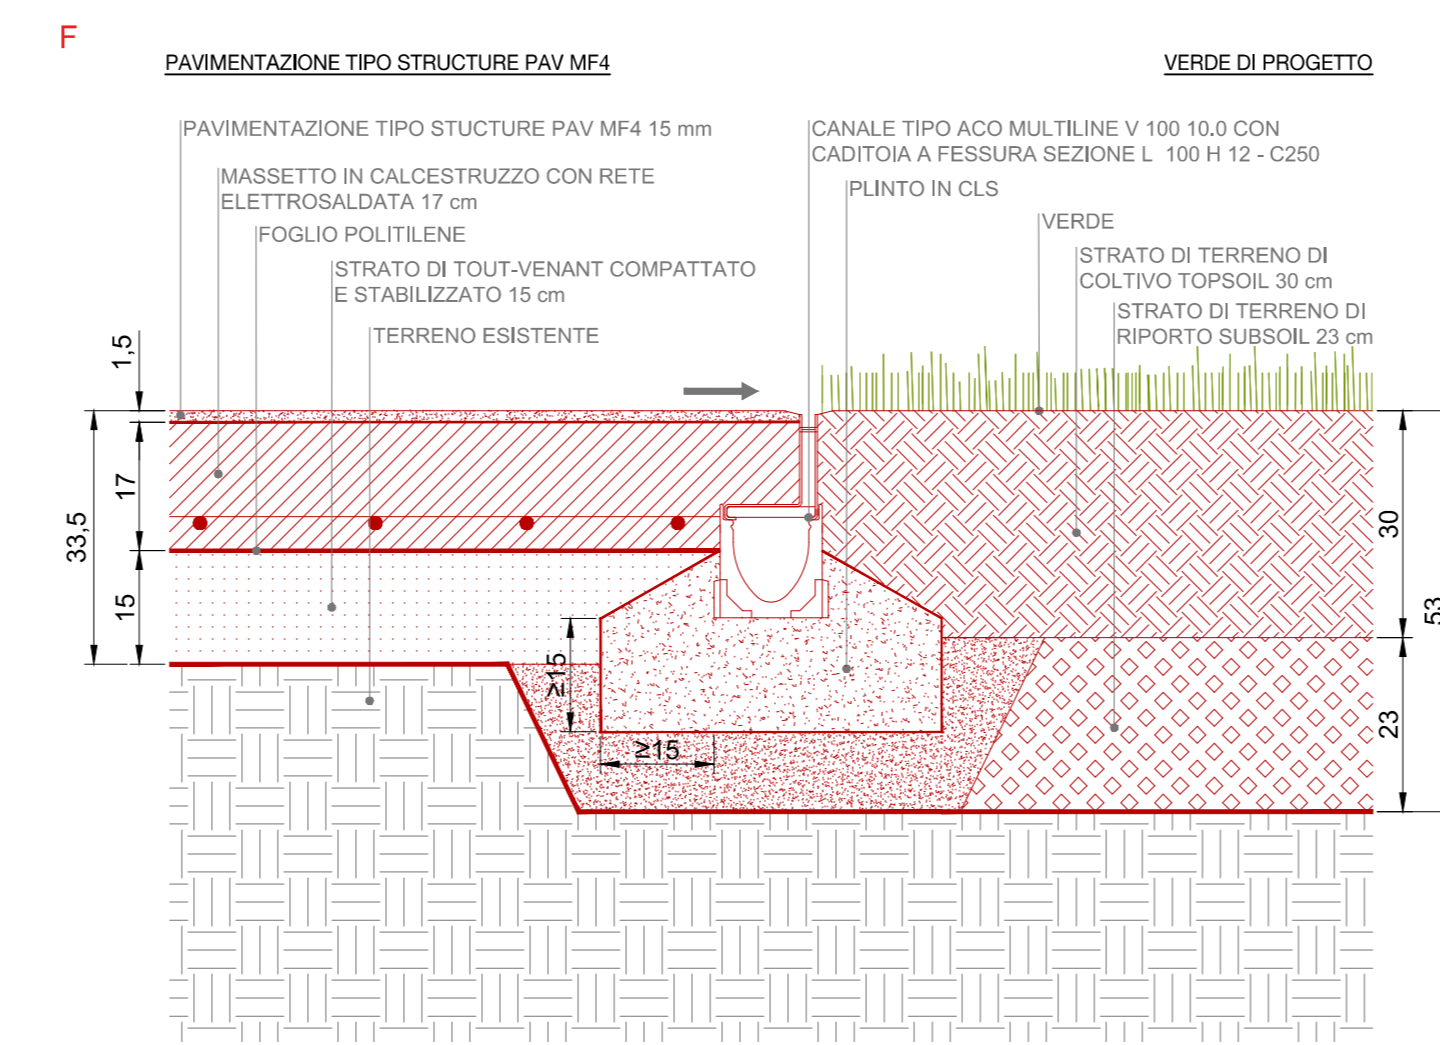 F
PAVIMENTAZIONE TIPO STRUCTURE PAV MF4
VERDE DI PROGETTO
PAVIMENTAZIONE TIPO STUCTURE PAV MF4 15 mm
MASSETTO IN CALCESTRUZZO CON RETE
ELETTROSALDATA 17 cm
FOGLIO POLITILENE
STRATO DI TOUT-VENANT COMPATTATO
E STABILIZZATO 15 cm
TERRENO ESISTENTE
CANALE TIPO ACO MULTILINE V 100 10.0 CON
CADITOIA A FESSURA SEZIONE L 100 H 12 - C250
PLINTO IN CLS
VERDE
STRATO DI TERRENO DI
COLTIVO TOPSOIL 30 cm
STRATO DI TERRENO DI
RIPORTO SUBSOIL 23 cm
1,5
17
33,5
15
≥15
≥15
30
53
23